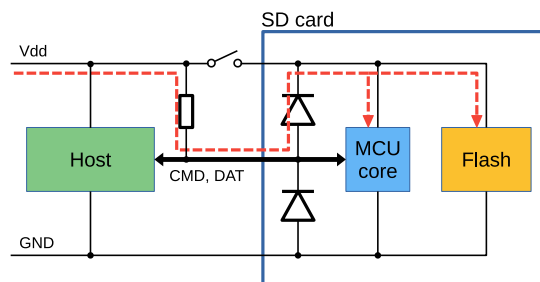 SD card
Vdd
Host
MCU
core
Flash
CMD, DAT
GND